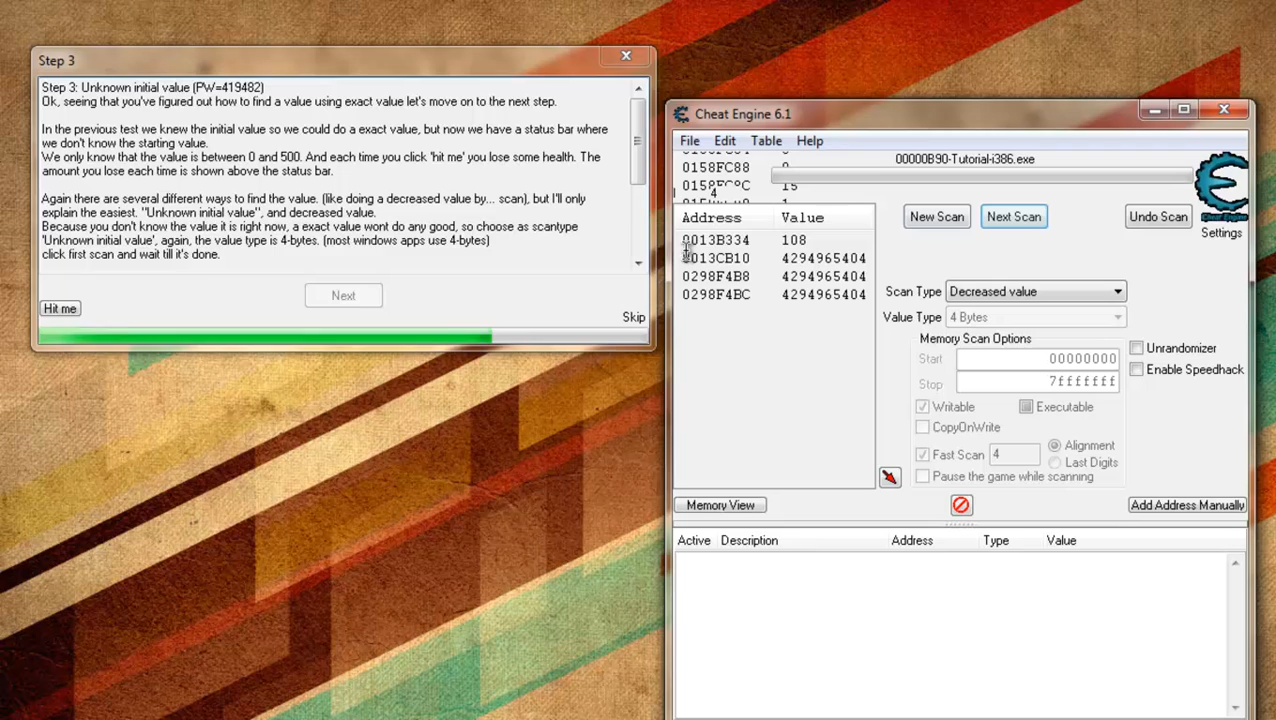 Step 3
Step 3: Unknown initial value (PW=419482)
Ok, seeing that you've figured out how to find a value using exact value let's move on to the next step.
In the previous test we knew the initial value so we could do a exact value, but now we have a status bar where
we don't know the starting value.
We only know that the value is between 0 and 500. And each time you click 'hit me' you lose some health. The
amount you lose each time is shown above the status bar.
Again there are several different ways to find the value. (like doing a decreased value by... scan), but I'll only
explain the easiest. "Unknown initial value", and decreased value.
Because you don't know the value it is right now, a exact value wont do any good, so choose as scantype
'Unknown initial value', again, the value type is 4-bytes. (most windows apps use 4-bytes)
click first scan and wait till it's done.
Next
Hit me
Skip
Cheat Engine 6.1
File Edit Table Help
00000B90-Tutorial-i386.exe
0158FC88
15
4
Address Value
0013B334 108
0013CB10 4294965404
0298F4B8 4294965404
0298F4BC 4294965404
New Scan Next Scan Undo Scan
Cheat Engine
Settings
Scan Type Decreased value
Value Type 4 Bytes
Memory Scan Options
Start 00000000
Stop 7fffffff
Unrandomizer
Enable Speedhack
Writable Executable
CopyOnWrite
Fast Scan 4 Alignment
Last Digits
Pause the game while scanning
Memory View
Add Address Manually
Active Description Address Type Value